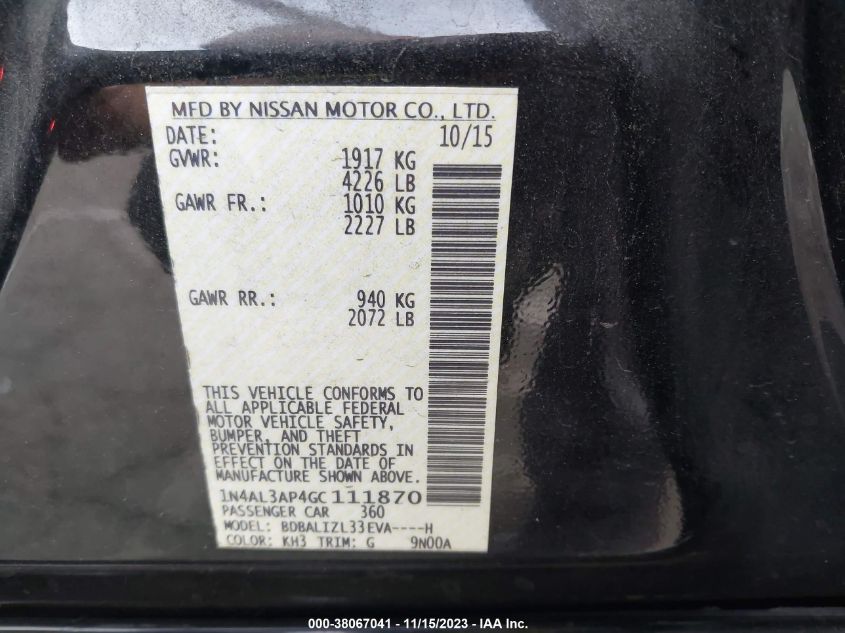 MFD BY NISSAN MOTOR CO., LTD.
DATE: 10/15
GVWR: 1917 KG
4226 LB
GAWR FR.: 1010 KG
2227 LB
GAWR RR.: 940 KG
2072 LB
THIS VEHICLE CONFORMS TO
ALL APPLICABLE FEDERAL
MOTOR VEHICLE SAFETY,
BUMPER, AND THEFT
PREVENTION STANDARDS IN
EFFECT ON THE DATE OF
MANUFACTURE SHOWN ABOVE.
1N4AL3AP4GC111870
PASSENGER CAR 360
MODEL: BDBALIZL33EVA----H
COLOR: KH3 TRIM: G 9N00A
000-38067041 - 11/15/2023 - IAA Inc.